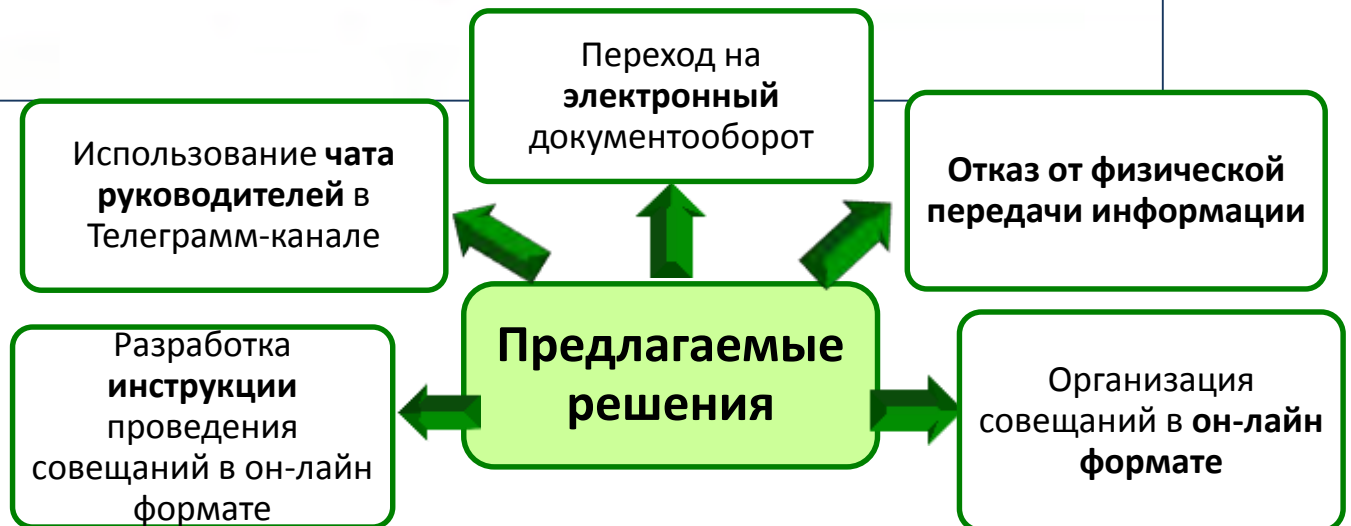 Переход на
электронный
документооборот
Использование чата
руководителей в
Телеграмм-канале
Отказ от физической
передачи информации
Предлагаемые
решения
Разработка
инструкции
проведения
совещаний в он-лайн
формате
Организация
совещаний в он-лайн
формате